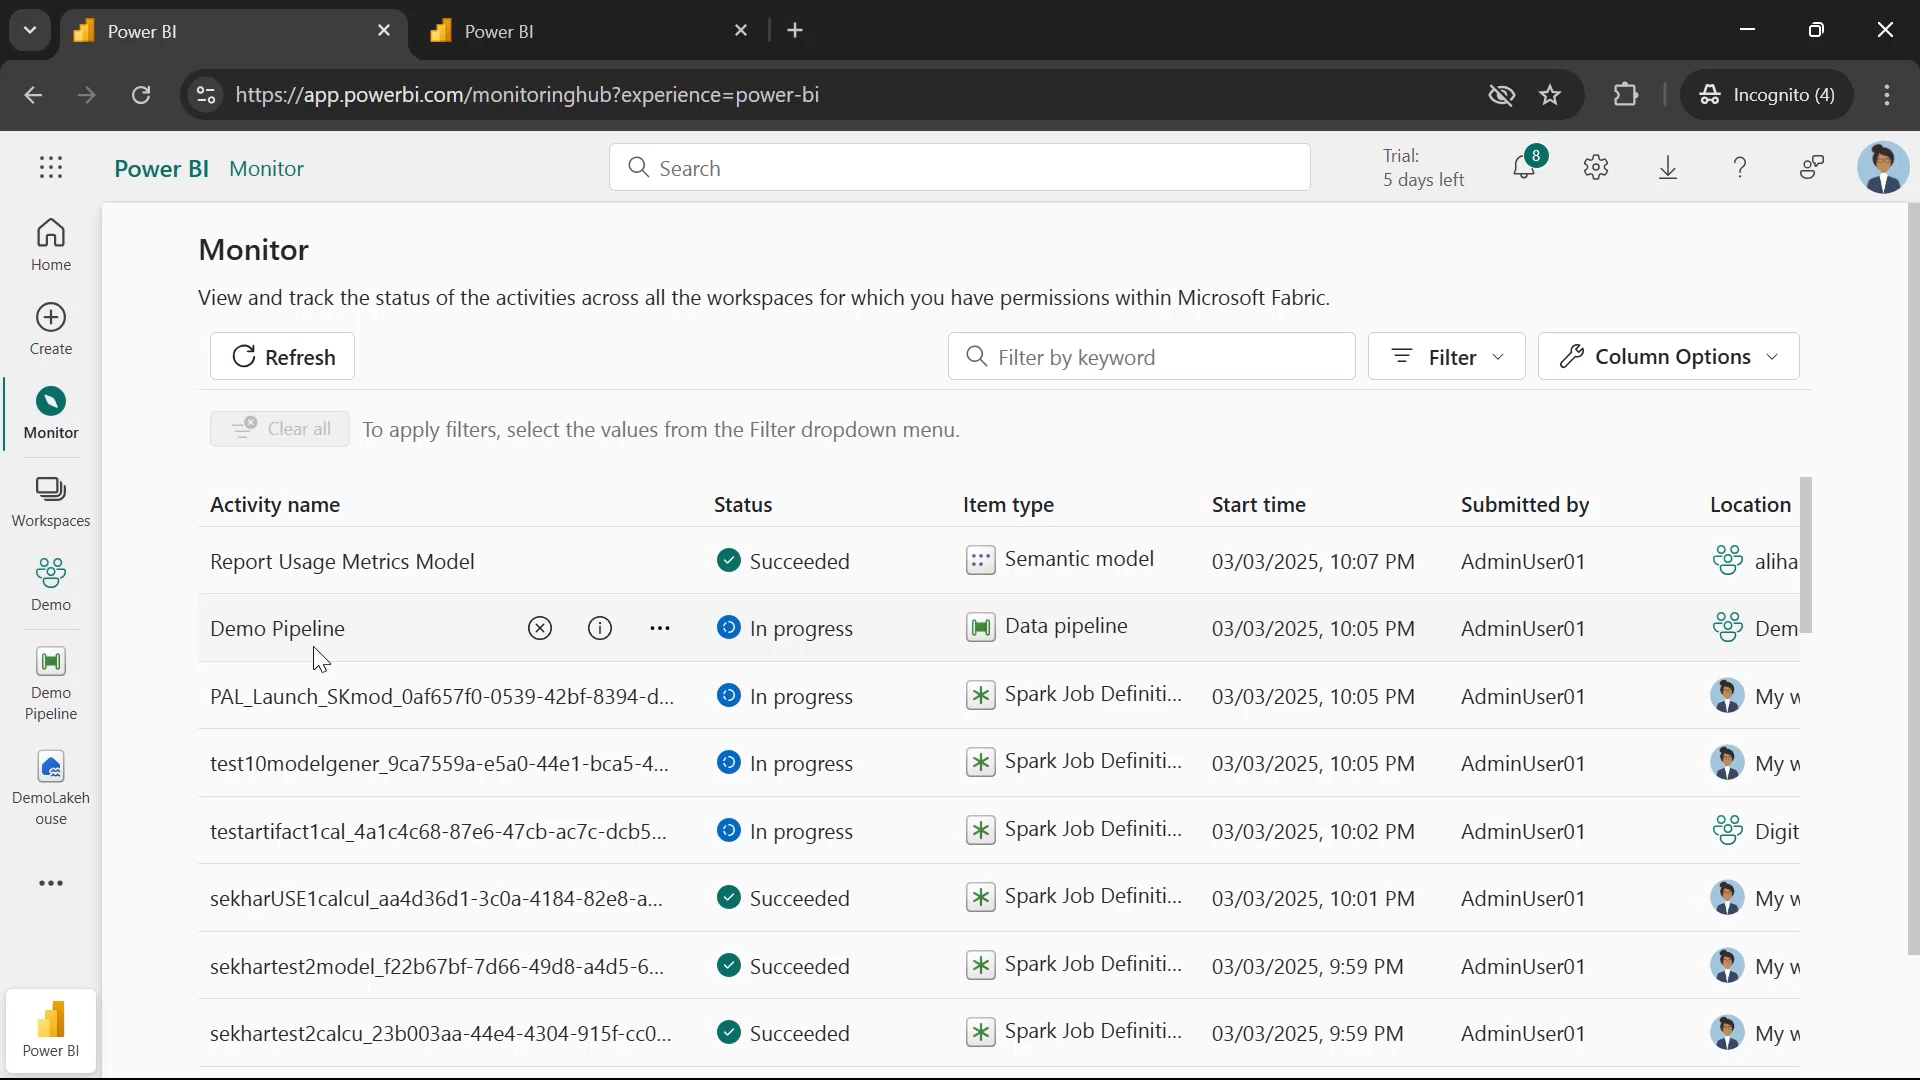 Power BI
Power BI
https://app.powerbi.com/monitoringhub?experience=power-bi
Incognito (4)
Power BI Monitor
Search
Trial:
5 days left
8
Home
Create
Monitor
Workspaces
Demo
Demo
Pipeline
DemoLakeh
ouse
Power BI
Monitor
View and track the status of the activities across all the workspaces for which you have permissions within Microsoft Fabric.
Refresh
Filter by keyword
Filter
Column Options
Clear all
To apply filters, select the values from the Filter dropdown menu.
Activity name Status Item type Start time Submitted by Location
Report Usage Metrics Model Succeeded Semantic model 03/03/2025, 10:07 PM AdminUser01 aliha
Demo Pipeline In progress Data pipeline 03/03/2025, 10:05 PM AdminUser01 Dem
PAL_Launch_SKmod_0af657f0-0539-42bf-8394-d... In progress Spark Job Definiti... 03/03/2025, 10:05 PM AdminUser01 My w
test10modelgener_9ca7559a-e5a0-44e1-bca5-4... In progress Spark Job Definiti... 03/03/2025, 10:05 PM AdminUser01 My w
testartifact1cal_4a1c4c68-87e6-47cb-ac7c-dcb5... In progress Spark Job Definiti... 03/03/2025, 10:02 PM AdminUser01 Digit
sekharUSE1calcul_aa4d36d1-3c0a-4184-82e8-a... Succeeded Spark Job Definiti... 03/03/2025, 10:01 PM AdminUser01 My w
sekhartest2model_f22b67bf-7d66-49d8-a4d5-6... Succeeded Spark Job Definiti... 03/03/2025, 9:59 PM AdminUser01 My w
sekhartest2calcu_23b003aa-44e4-4304-915f-cc0... Succeeded Spark Job Definiti... 03/03/2025, 9:59 PM AdminUser01 My w